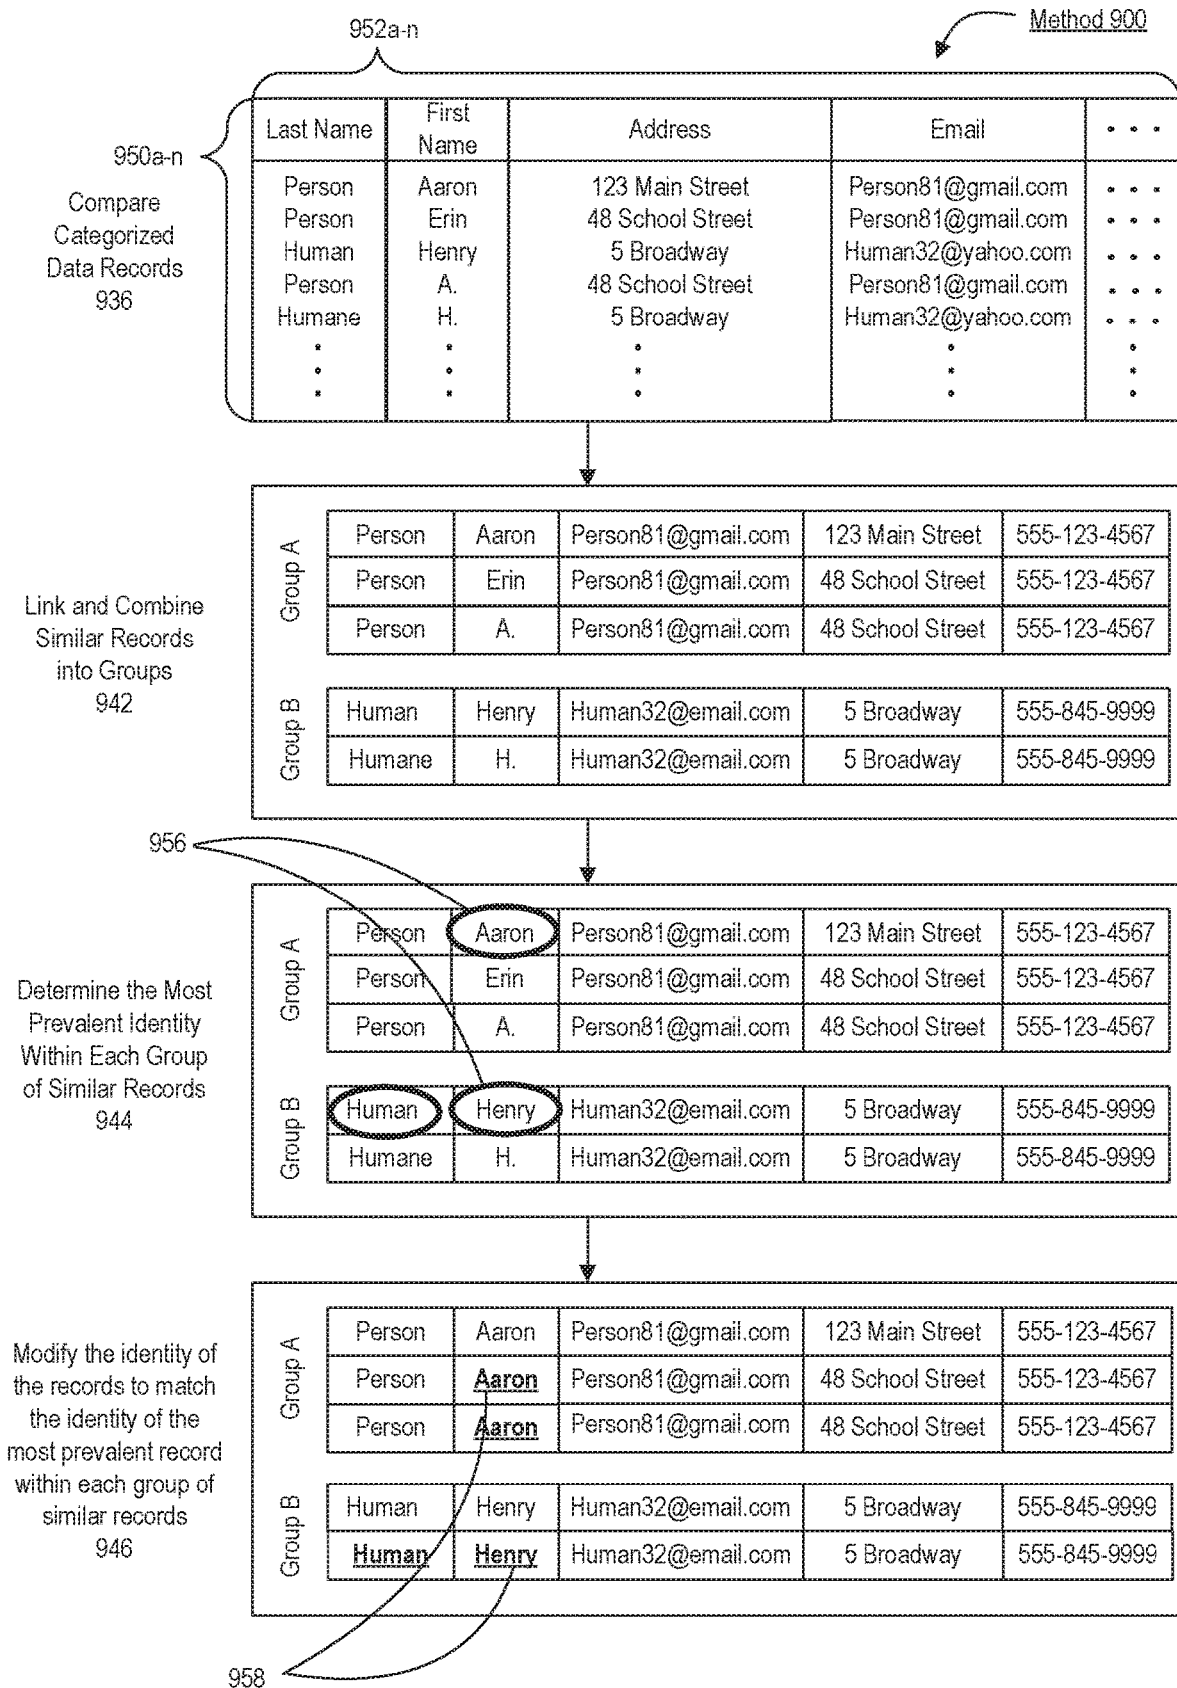 Method 900
952a-n
950a-n
Compare
Categorized
Data Records
936
Last Name First Name Address Email • • •
Person Aaron 123 Main Street Person81@gmail.com • • •
Person Erin 48 School Street Person81@gmail.com • • •
Human Henry 5 Broadway Human32@yahoo.com • • •
Person A. 48 School Street Person81@gmail.com • • •
Humane H. 5 Broadway Human32@yahoo.com • • •
Link and Combine
Similar Records
into Groups
942
Group A
Person Aaron Person81@gmail.com 123 Main Street 555-123-4567
Person Erin Person81@gmail.com 48 School Street 555-123-4567
Person A. Person81@gmail.com 48 School Street 555-123-4567
Group B
Human Henry Human32@email.com 5 Broadway 555-845-9999
Humane H. Human32@email.com 5 Broadway 555-845-9999
956
Determine the Most
Prevalent Identity
Within Each Group
of Similar Records
944
Group A
Person Aaron Person81@gmail.com 123 Main Street 555-123-4567
Person Erin Person81@gmail.com 48 School Street 555-123-4567
Person A. Person81@gmail.com 48 School Street 555-123-4567
Group B
Human Henry Human32@email.com 5 Broadway 555-845-9999
Humane H. Human32@email.com 5 Broadway 555-845-9999
Modify the identity of
the records to match
the identity of the
most prevalent record
within each group of
similar records
946
Group A
Person Aaron Person81@gmail.com 123 Main Street 555-123-4567
Person Aaron Person81@gmail.com 48 School Street 555-123-4567
Person Aaron Person81@gmail.com 48 School Street 555-123-4567
Group B
Human Henry Human32@email.com 5 Broadway 555-845-9999
Human Henry Human32@email.com 5 Broadway 555-845-9999
958